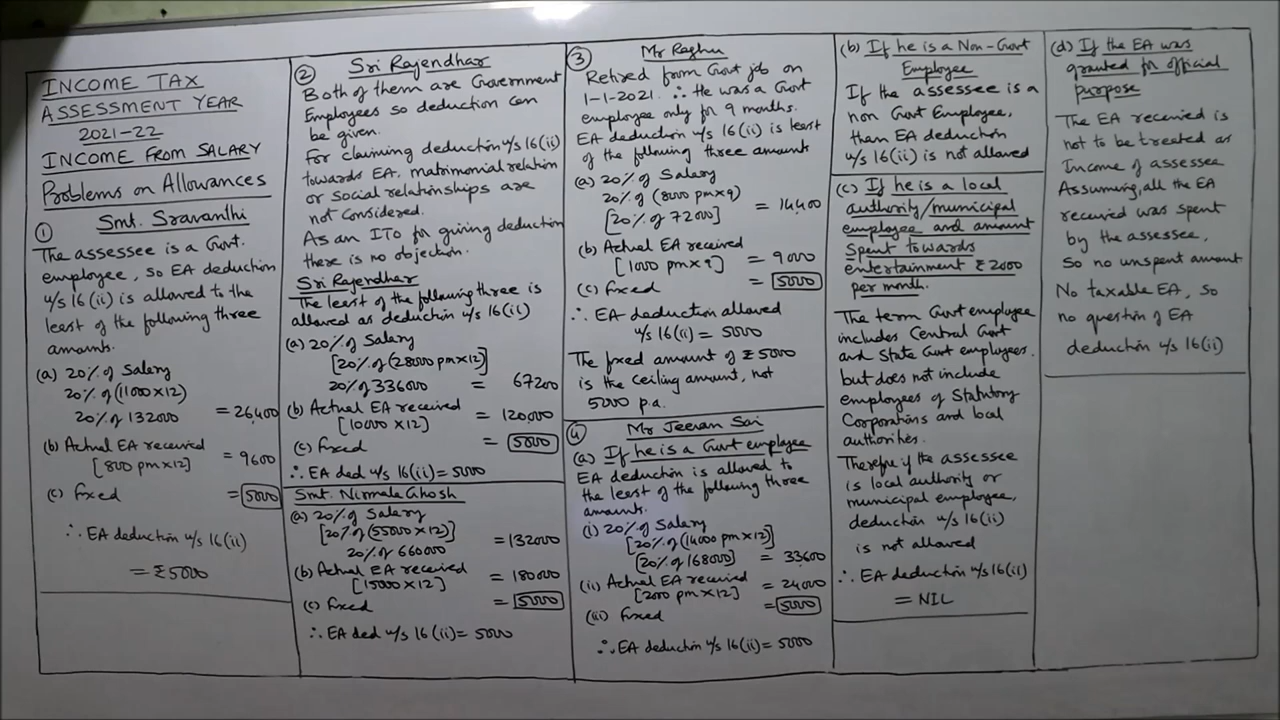 INCOME TAX
ASSESSMENT YEAR
2021-22
INCOME FROM SALARY
Problems on Allowances
① Smt. Sravanthi
The assessee is a Govt.
employee, so EA deduction
u/s 16(ii) is allowed to the
least of the following three
amounts.
(a) 20% of Salary
20% (11000×12)
20% of 132000 = 26,400
(b) Actual EA received
[800 pm×12] = 9600
(c) fixed = 5000
∴ EA deduction u/s 16(ii)
= ₹5000
② Sri Rajendhar
Both of them are Government
Employees so deduction can
be given.
For claiming deduction u/s 16(ii)
towards EA, matrimonial relation
or social relationships are
not considered.
As an ITO for giving deduction
there is no objection.
Sri Rajendhar
The least of the following three is
allowed as deduction u/s 16(ii)
(a) 20% of Salary
[20% of (28000 pm×12)]
20% of 336000 = 67200
(b) Actual EA received
[10000 ×12] = 120,000
(c) fixed = 5000
∴ EA ded u/s 16(ii) = 5000
Smt. Nirmala Ghosh
(a) 20% of Salary
[20% of (55000×12)]
20% of 660000 = 132000
(b) Actual EA received
[15000×12] = 180000
(c) fixed = 5000
∴ EA ded u/s 16(ii) = 5000
③ Mr Raghu
Retired from Govt job on
1-1-2021. ∴ He was a Govt
employee only for 9 months.
EA deduction u/s 16(ii) is least
of the following three amounts
(a) 20% of Salary
20% of (8000 pm×9)
[20% of 72000] = 14,400
(b) Actual EA received
[1000 pm×9] = 9000
(c) fixed = 5000
∴ EA deduction allowed
u/s 16(ii) = 5000
The fixed amount of ₹5000
is the ceiling amount, not
5000 p.a.
④ Mr Jeevan Sai
(a) If he is a Govt employee
EA deduction is allowed to
the least of the following three
amounts.
(i) 20% of Salary
[20% of (14000 pm×12)]
[20% of 168000] = 33,600
(ii) Actual EA received
[2000 pm×12] = 24,000
(iii) fixed = 5000
∴ EA deduction u/s 16(ii) = 5000
(b) If he is a Non-Govt
Employee
If the assessee is a
non Govt Employee,
than EA deduction
u/s 16(ii) is not allowed
(c) If he is a local
authority/municipal
employee and amount
Spent towards
entertainment ₹2000
per month.
The term Govt employee
includes Central Govt
and State Govt employees.
but does not include
employees of Statutory
Corporations and local
authorities.
Therefore if the assessee
is local authority or
municipal employee,
deduction u/s 16(ii)
is not allowed
∴ EA deduction u/s 16(ii)
= NIL
(d) If the EA was
granted for official
purpose
The EA received is
not to be treated as
Income of assessee
Assuming, all the EA
received was spent
by the assessee,
So no unspent amount
No taxable EA, so
no question of EA
deduction u/s 16(ii)